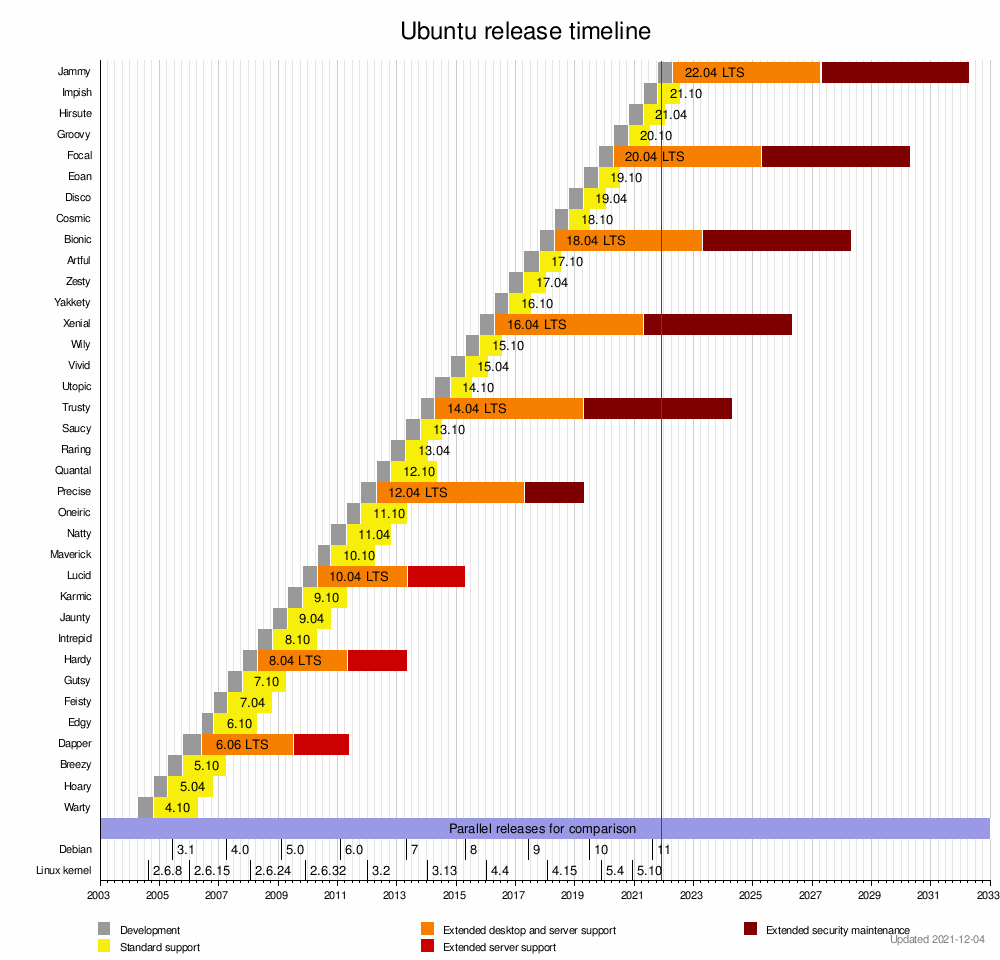 Ubuntu release timeline
Jammy 22.04 LTS
Impish 21.10
Hirsute 21.04
Groovy 20.10
Focal 20.04 LTS
Eoan 19.10
Disco 19.04
Cosmic 18.10
Bionic 18.04 LTS
Artful 17.10
Zesty 17.04
Yakkety 16.10
Xenial 16.04 LTS
Wily 15.10
Vivid 15.04
Utopic 14.10
Trusty 14.04 LTS
Saucy 13.10
Raring 13.04
Quantal 12.10
Precise 12.04 LTS
Oneiric 11.10
Natty 11.04
Maverick 10.10
Lucid 10.04 LTS
Karmic 9.10
Jaunty 9.04
Intrepid 8.10
Hardy 8.04 LTS
Gutsy 7.10
Feisty 7.04
Edgy 6.10
Dapper 6.06 LTS
Breezy 5.10
Hoary 5.04
Warty 4.10
Parallel releases for comparison
Debian 3.1 4.0 5.0 6.0 7 8 9 10 11
Linux kernel 2.6.8 2.6.15 2.6.24 2.6.32 3.2 3.13 4.4 4.15 5.4 5.10
2003 2005 2007 2009 2011 2013 2015 2017 2019 2021 2023 2025 2027 2029 2031 2033
Development Extended desktop and server support Extended security maintenance
Standard support Extended server support
Updated 2021-12-04